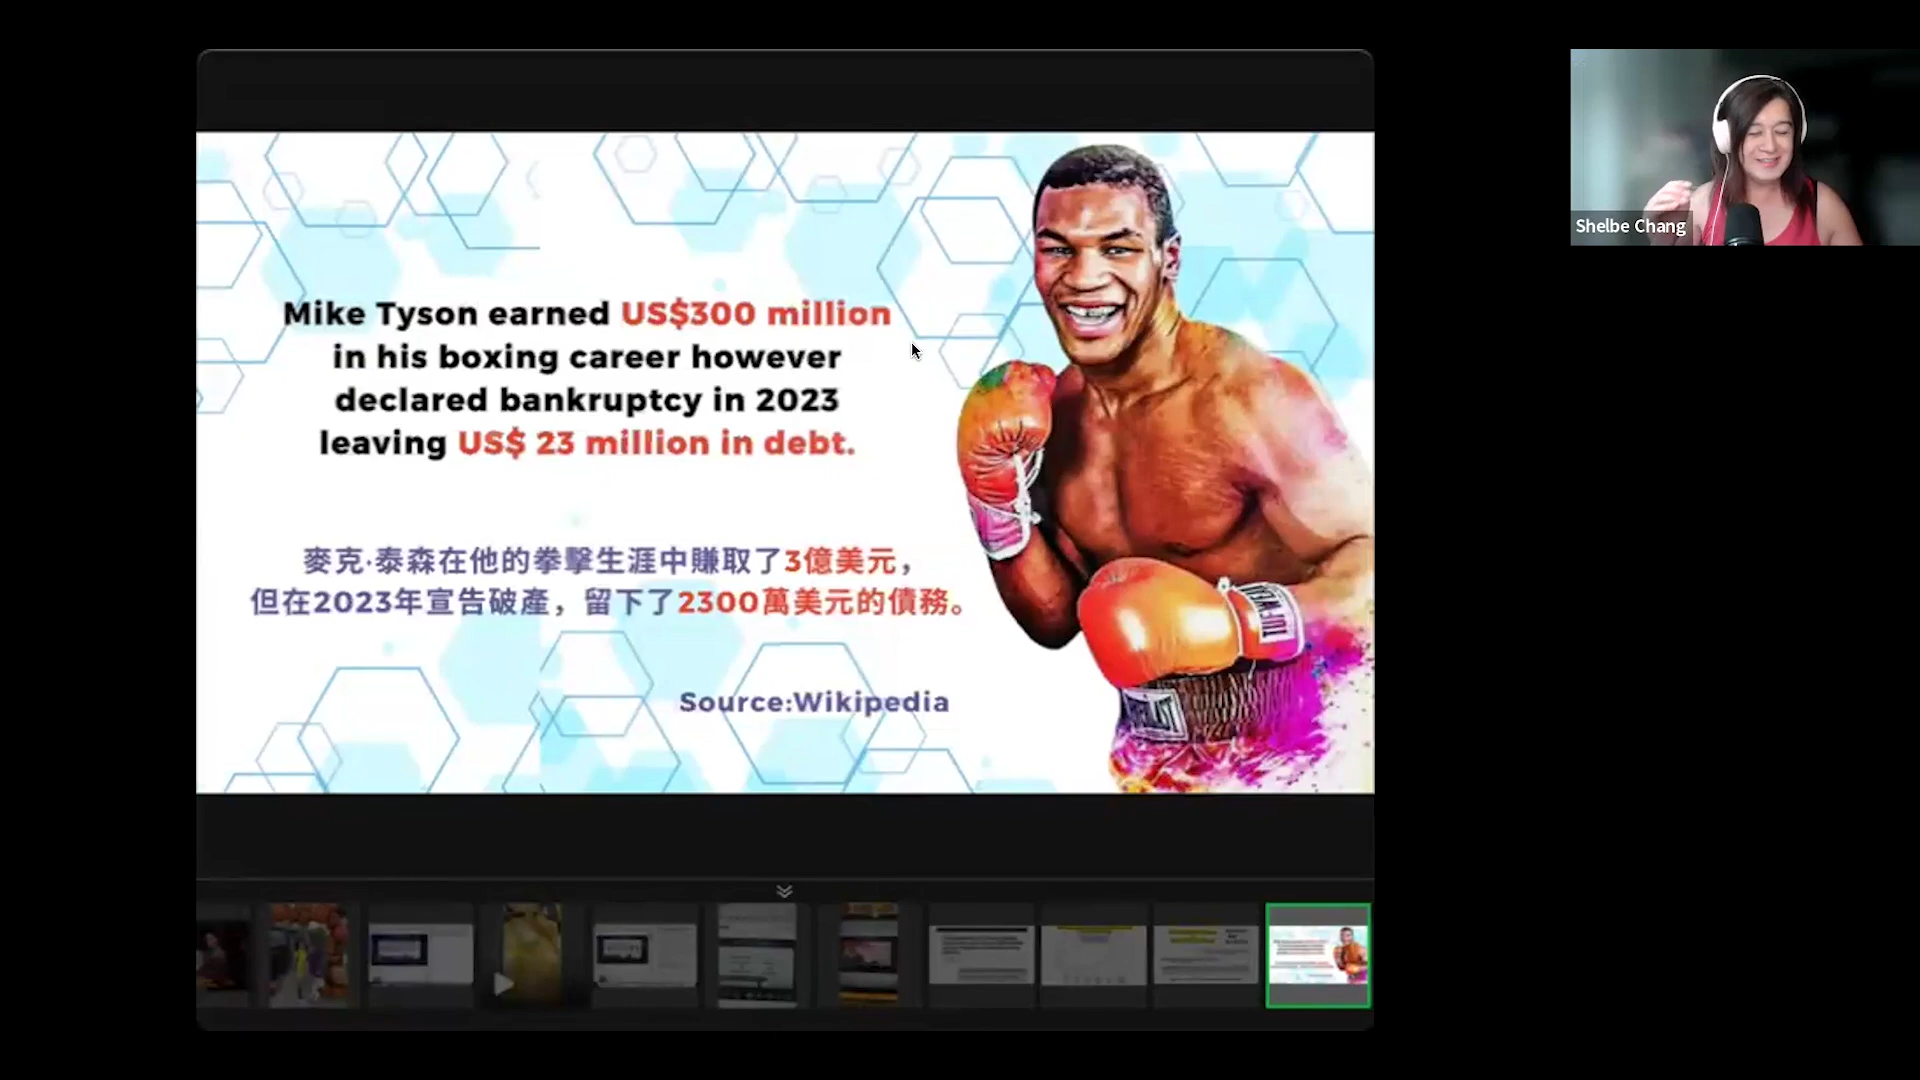 Mike Tyson earned US$300 million
in his boxing career however
declared bankruptcy in 2023
leaving US$ 23 million in debt.
麥克·泰森在他的拳擊生涯中賺取了3億美元，
但在2023年宣告破產，留下了2300萬美元的債務。
Source:Wikipedia
Shelbe Chang